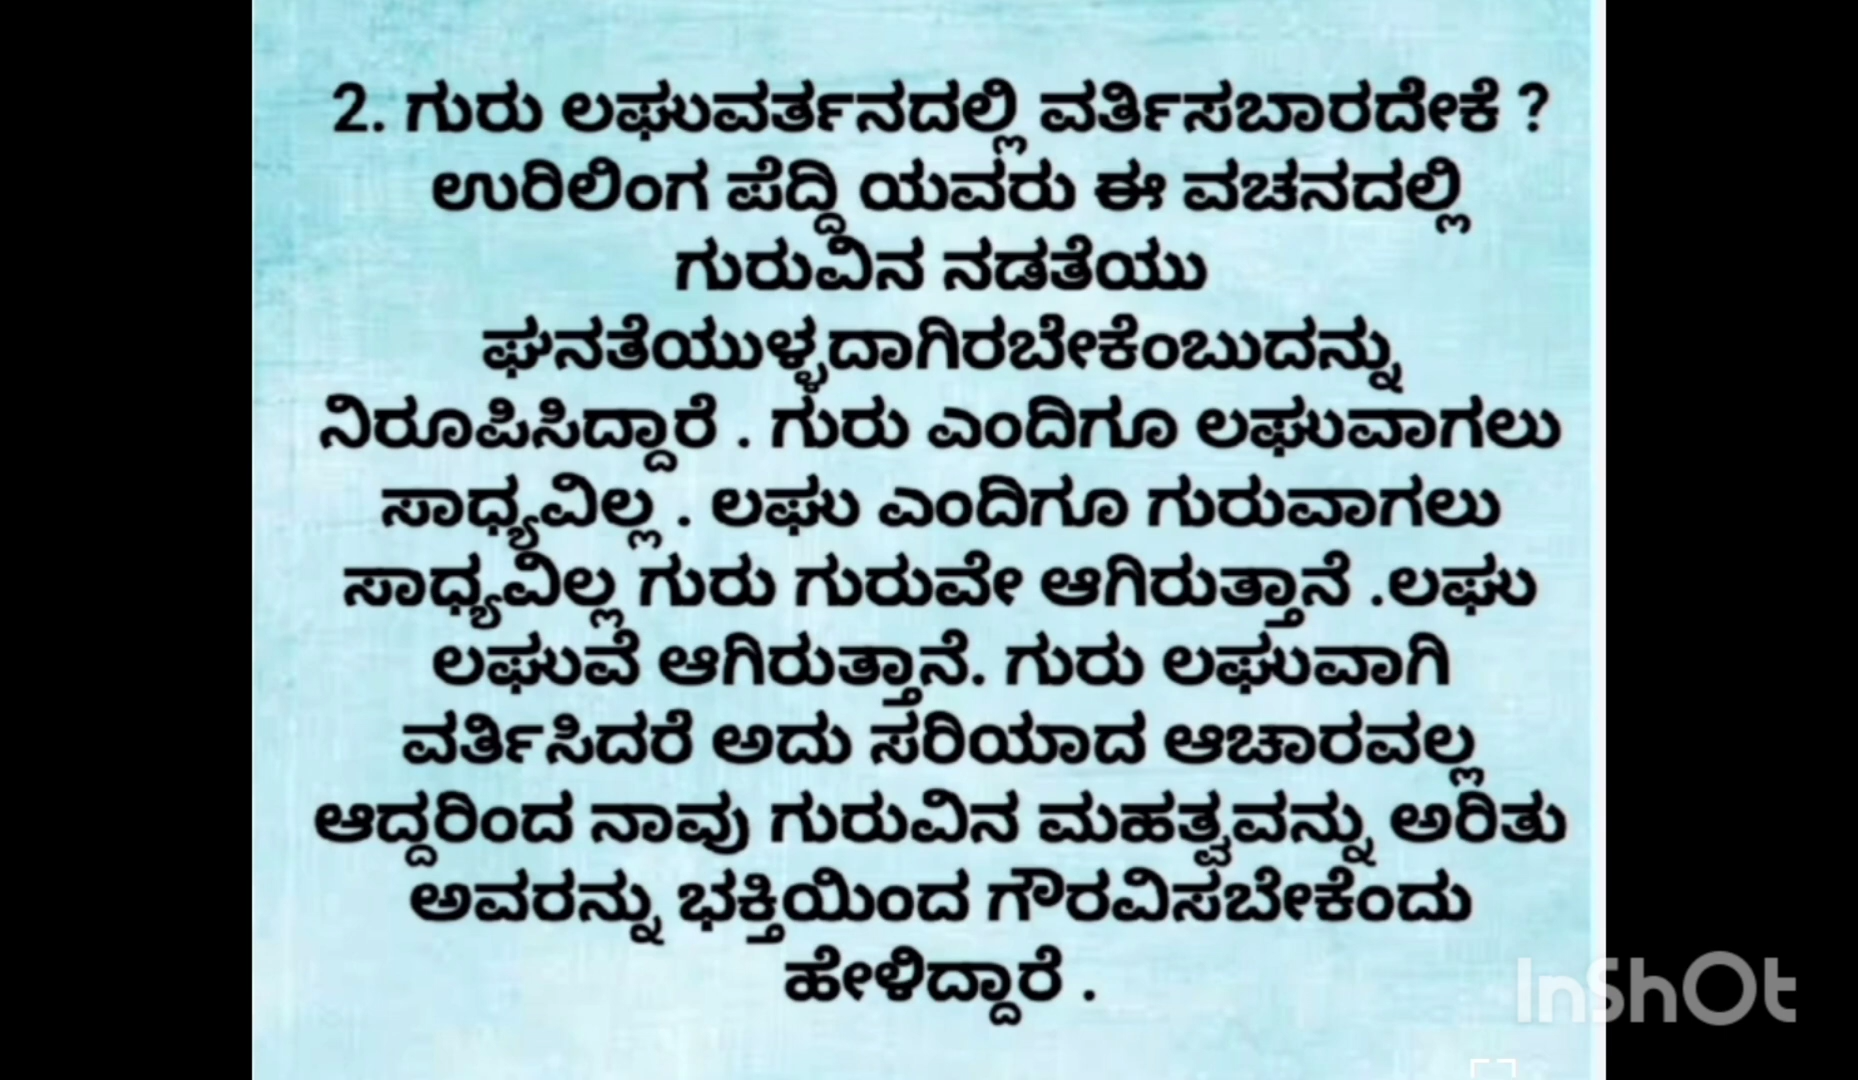 2. ಗುರು ಲಘುವರ್ತನದಲ್ಲಿ ವರ್ತಿಸಬಾರದೇಕೆ ?
ಉರಿಲಿಂಗ ಪೆದ್ದಿ ಯವರು ಈ ವಚನದಲ್ಲಿ
ಗುರುವಿನ ನಡತೆಯು
ಘನತೆಯುಳ್ಳದಾಗಿರಬೇಕೆಂಬುದನ್ನು
ನಿರೂಪಿಸಿದ್ದಾರೆ . ಗುರು ಎಂದಿಗೂ ಲಘುವಾಗಲು
ಸಾಧ್ಯವಿಲ್ಲ . ಲಘು ಎಂದಿಗೂ ಗುರುವಾಗಲು
ಸಾಧ್ಯವಿಲ್ಲ ಗುರು ಗುರುವೇ ಆಗಿರುತ್ತಾನೆ .ಲಘು
ಲಘುವೆ ಆಗಿರುತ್ತಾನೆ. ಗುರು ಲಘುವಾಗಿ
ವರ್ತಿಸಿದರೆ ಅದು ಸರಿಯಾದ ಆಚಾರವಲ್ಲ
ಆದ್ದರಿಂದ ನಾವು ಗುರುವಿನ ಮಹತ್ವವನ್ನು ಅರಿತು
ಅವರನ್ನು ಭಕ್ತಿಯಿಂದ ಗೌರವಿಸಬೇಕೆಂದು
ಹೇಳಿದ್ದಾರೆ .
InShOt